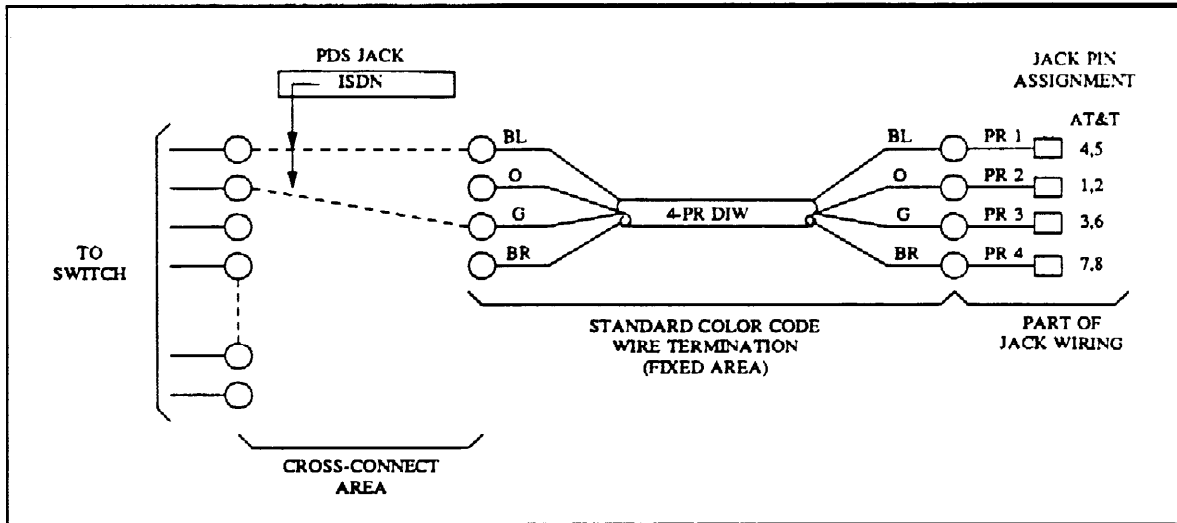 PDS JACK
ISDN
JACK PIN
ASSIGNMENT
AT&T
BL
BL
PR 1
4,5
O
O
PR 2
1,2
G
4-PR DIW
G
PR 3
3,6
BR
BR
PR 4
7,8
TO
SWITCH
STANDARD COLOR CODE
WIRE TERMINATION
(FIXED AREA)
PART OF
JACK WIRING
CROSS-CONNECT
AREA